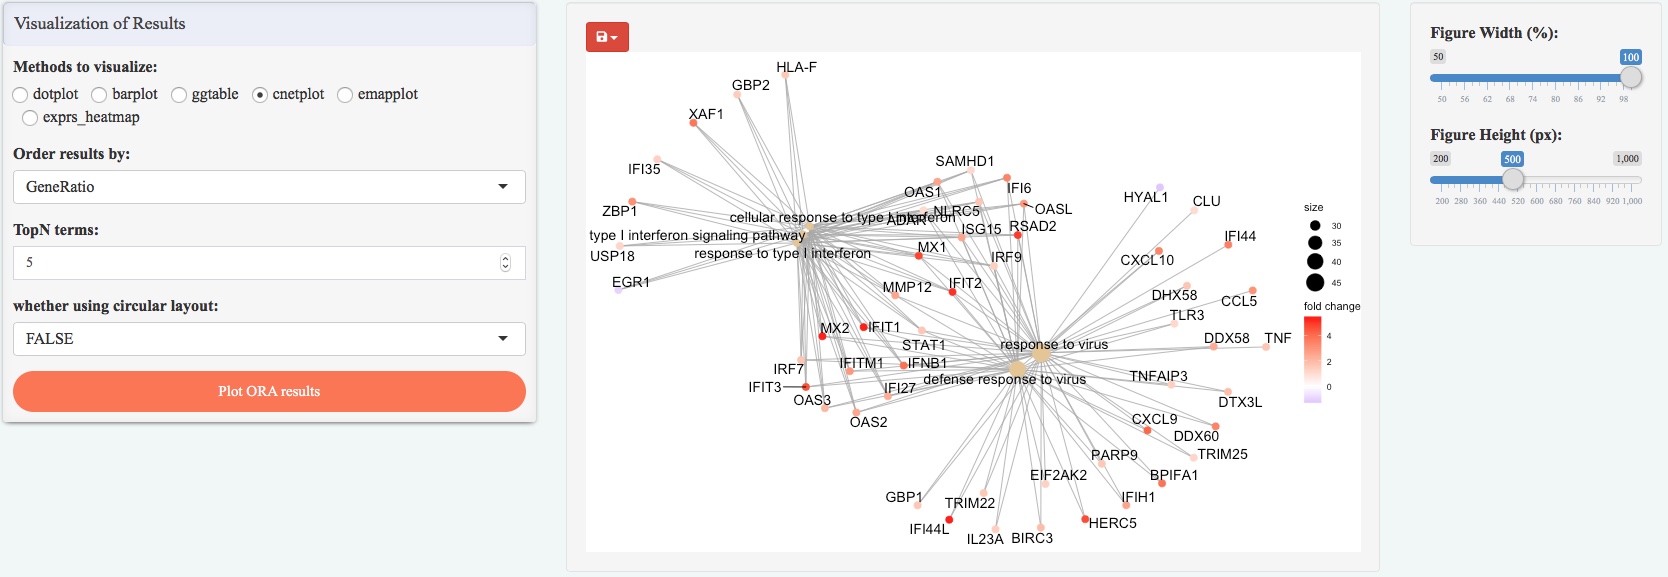 Visualization of Results
Methods to visualize:
dotplot barplot ggtable cnetplot emapplot
exprs_heatmap
Order results by:
GeneRatio
TopN terms:
5
whether using circular layout:
FALSE
Plot ORA results
HLA-F
GBP2
XAF1
IFI35
SAMHD1
OAS1
IFI6
ZBP1
NLRC5
OASL
cellular response to type I interferon
ADAR
ISG15
RSAD2
type I interferon signaling pathway
USP18
response to type I interferon
MX1
IRF9
EGR1
MMP12
IFIT2
MX2
IFIT1
STAT1
IRF7
IFITM1
IFNB1
IFIT3
IFI27
OAS3
OAS2
response to virus
defense response to virus
HYAL1
CLU
IFI44
CXCL10
DHX58
CCL5
TLR3
DDX58
TNF
TNFAIP3
DTX3L
CXCL9
DDX60
TRIM25
PARP9
EIF2AK2
BPIFA1
IFIH1
GBP1
TRIM22
IFI44L
IL23A
BIRC3
HERC5
size
30
35
40
45
fold change
4
2
0
Figure Width (%):
50 100
50 56 62 68 74 80 86 92 98
Figure Height (px):
200 500 1,000
200 280 360 440 520 600 680 760 840 920 1,000